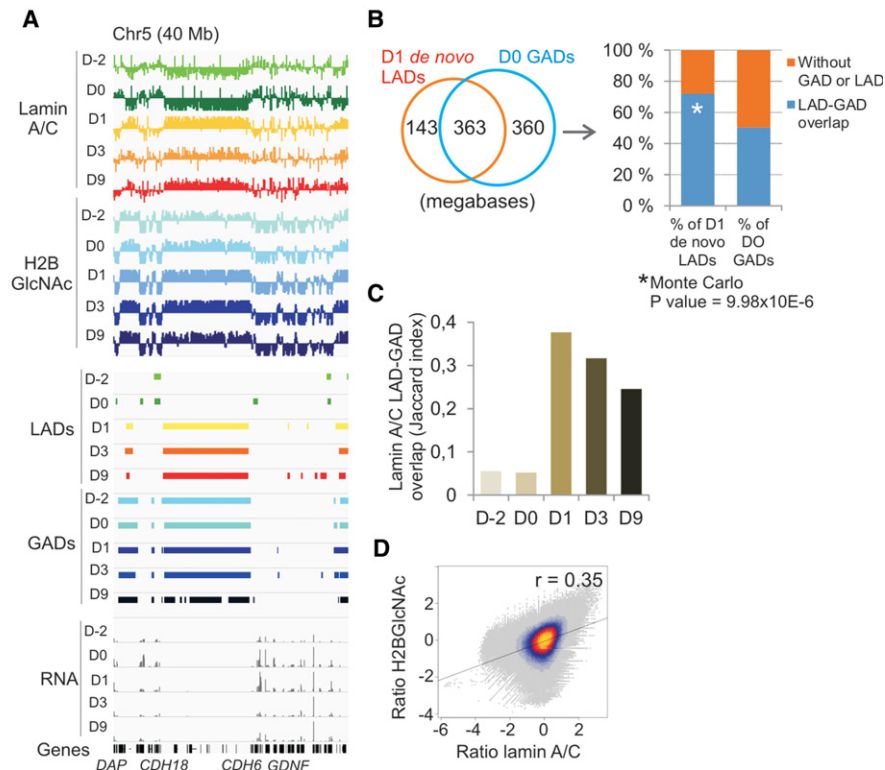 A
Chr5 (40 Mb)
Lamin
A/C
D-2
D0
D1
D3
D9
H2B
GlcNAc
D-2
D0
D1
D3
D9
LADs
D-2
D0
D1
D3
D9
GADs
D-2
D0
D1
D3
D9
RNA
D-2
D0
D1
D3
D9
Genes
DAP CDH18 CDH6 GDNF
B
D1 de novo
LADs
D0 GADs
143 363 360
(megabases)
100 %
80 %
60 %
40 %
20 %
0 %
*
Without
GAD or LAD
LAD-GAD
overlap
% of D1
de novo
LADs
% of
DO
GADs
*Monte Carlo
P value = 9.98x10E-6
C
Lamin A/C LAD-GAD
overlap (Jaccard index)
0,4
0,3
0,2
0,1
0
D-2 D0 D1 D3 D9
D
r = 0.35
Ratio H2BGlcNAc
2
0
-2
-4
-6 -4 -2 0 2
Ratio lamin A/C